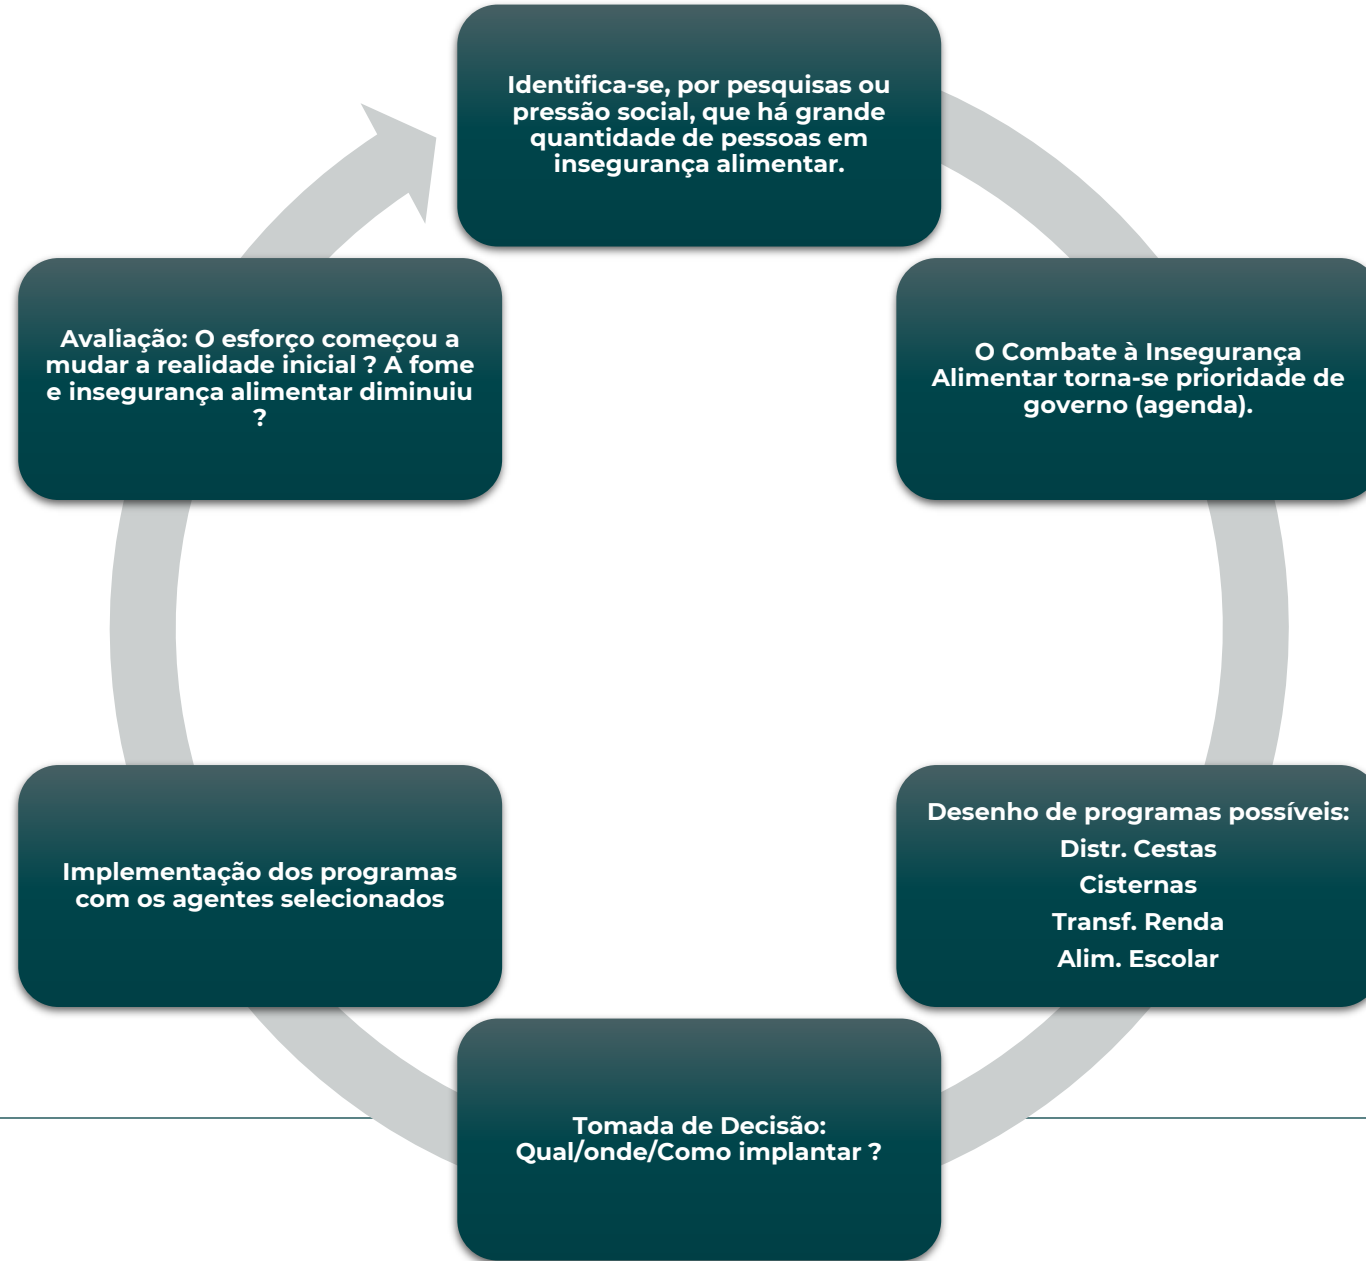 Identifica-se, por pesquisas ou
pressão social, que há grande
quantidade de pessoas em
insegurança alimentar.
O Combate à Insegurança
Alimentar torna-se prioridade de
governo (agenda).
Desenho de programas possíveis:
Distr. Cestas
Cisternas
Transf. Renda
Alim. Escolar
Tomada de Decisão:
Qual/onde/Como implantar ?
Implementação dos programas
com os agentes selecionados
Avaliação: O esforço começou a
mudar a realidade inicial ? A fome
e insegurança alimentar diminuiu
?